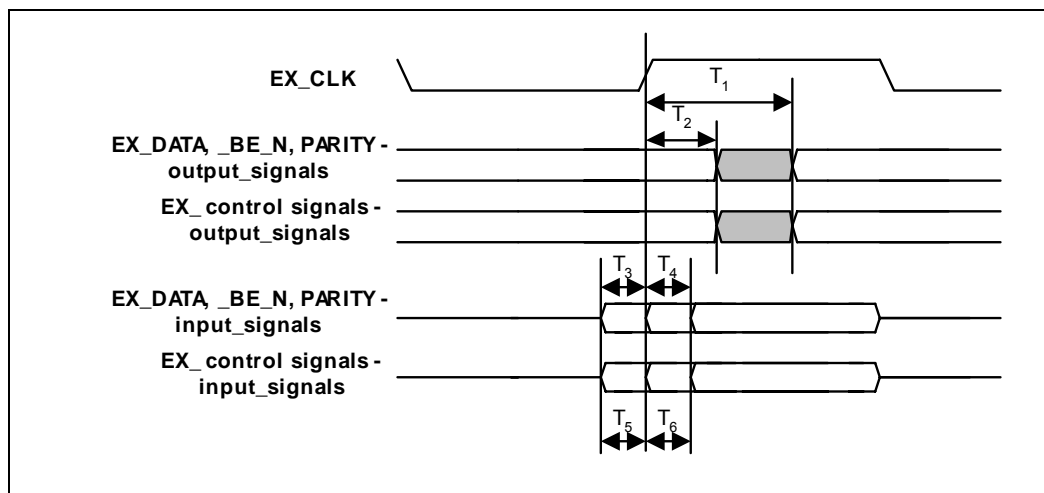 EX_CLK
T1
T2
EX_DATA, _BE_N, PARITY -
output_signals
EX_ control signals -
output_signals
T3
T4
EX_DATA, _BE_N, PARITY -
input_signals
EX_ control signals -
input_signals
T5
T6